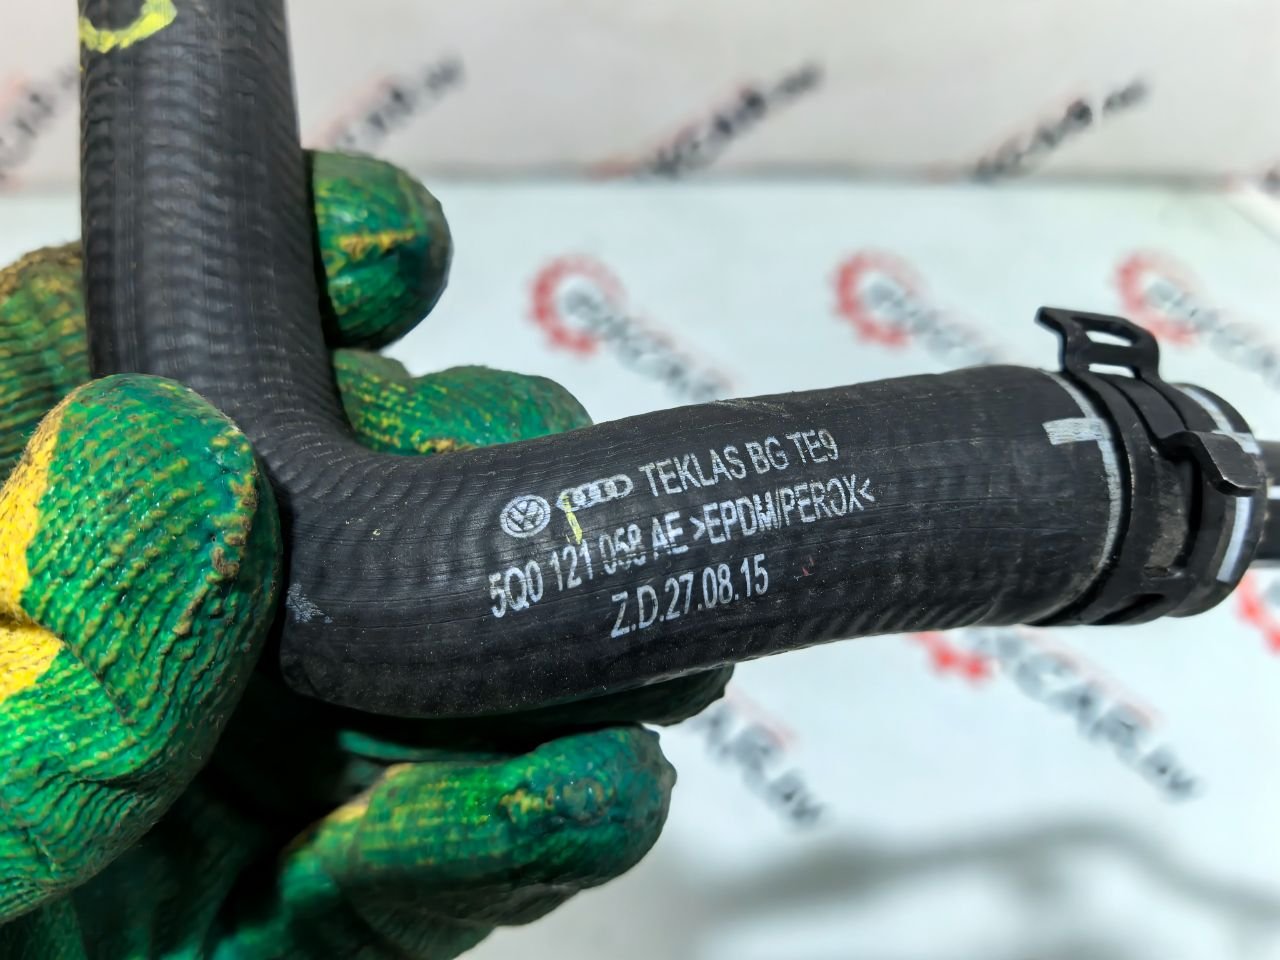 TEKLAS BG TE9
5Q0 121 058 AE >EPDM/PEROX<
Z.D.27.08.15